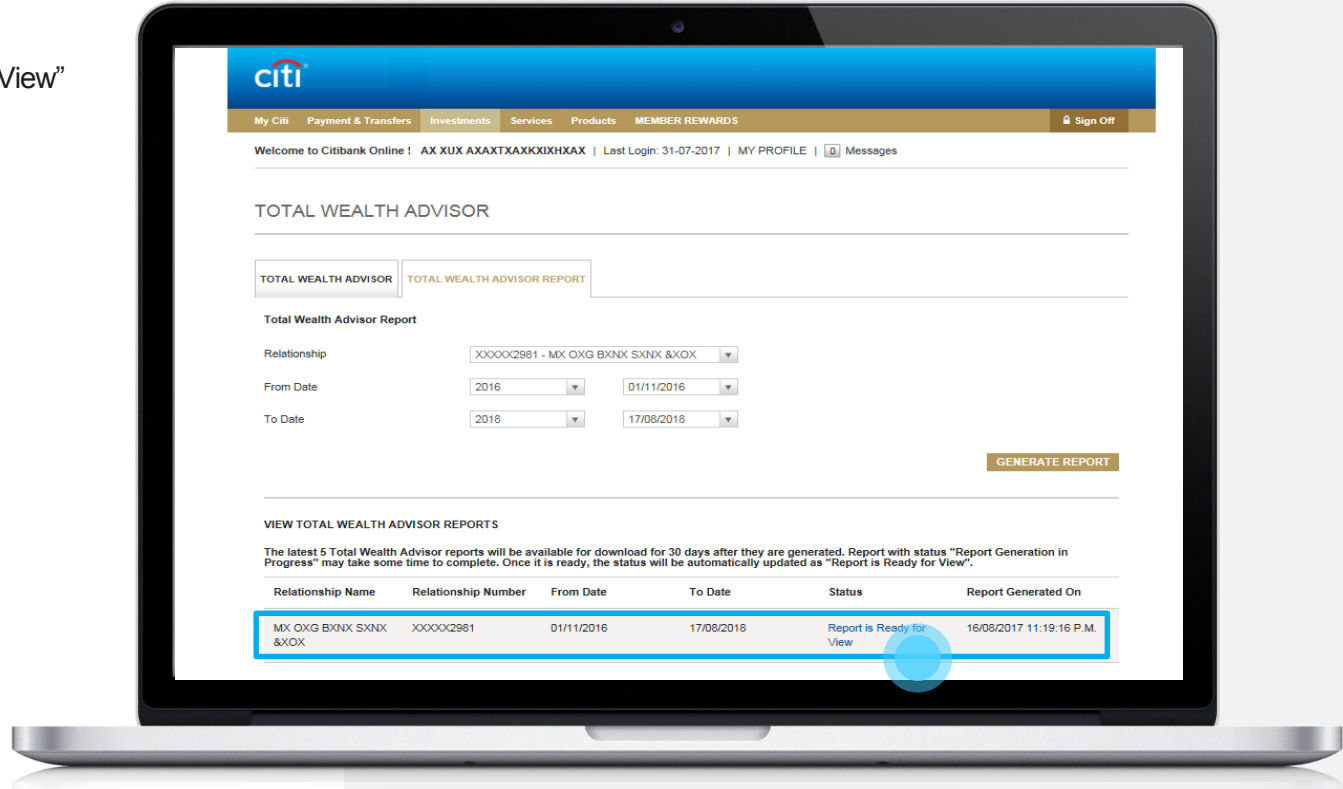 View”
citi
My Citi Payment & Transfers Investments Services Products MEMBER REWARDS Sign Off
Welcome to Citibank Online ! AX XUX AXAXTXAXKXIXHXAX | Last Login: 31-07-2017 | MY PROFILE | 0 Messages
TOTAL WEALTH ADVISOR
TOTAL WEALTH ADVISOR TOTAL WEALTH ADVISOR REPORT
Total Wealth Advisor Report
Relationship XXXXX2981 - MX OXG BXNX SXNX &XOX
From Date 2016 01/11/2016
To Date 2018 17/08/2018
GENERATE REPORT
VIEW TOTAL WEALTH ADVISOR REPORTS
The latest 5 Total Wealth Advisor reports will be available for download for 30 days after they are generated. Report with status "Report Generation in
Progress" may take some time to complete. Once it is ready, the status will be automatically updated as "Report is Ready for View".
Relationship Name Relationship Number From Date To Date Status Report Generated On
MX OXG BXNX SXNX XXXXX2981 01/11/2016 17/08/2018 Report is Ready for 16/08/2017 11:19:16 P.M.
&XOX View